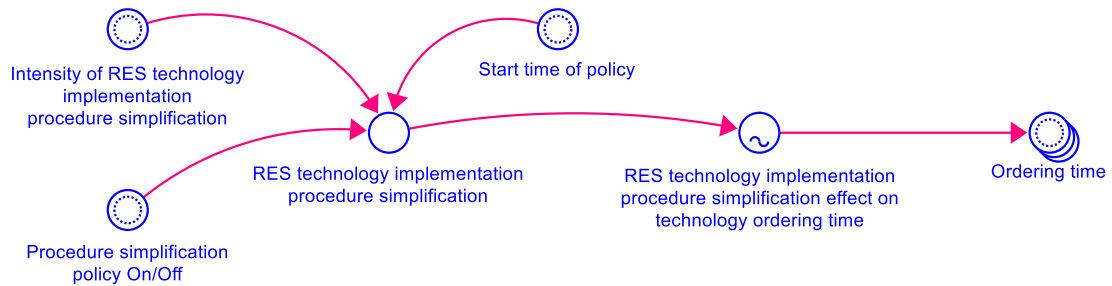 Intensity of RES technology
implementation
procedure simplification
Start time of policy
RES technology implementation
procedure simplification
RES technology implementation
procedure simplification effect on
technology ordering time
Ordering time
Procedure simplification
policy On/Off